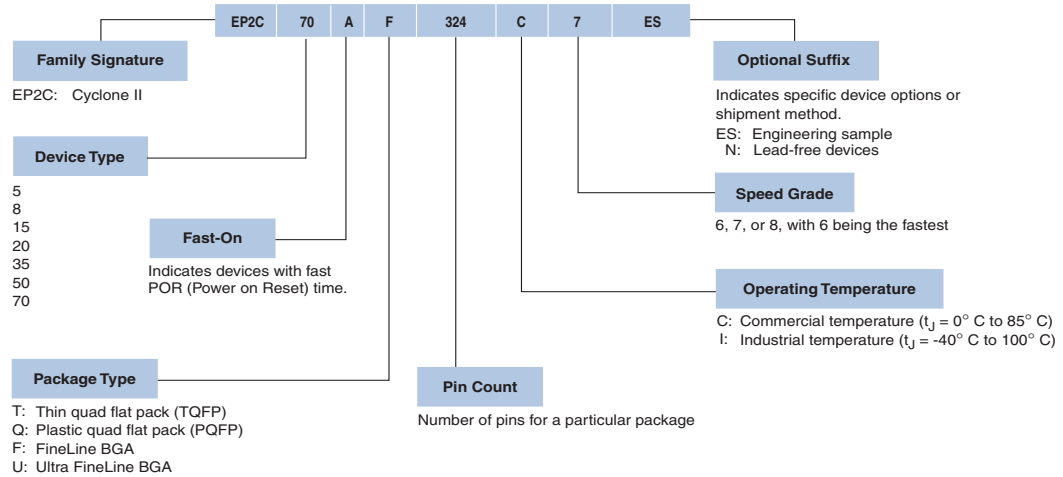 EP2C 70 A F 324 C 7 ES
Family Signature
EP2C: Cyclone II
Device Type
5
8
15
20
35
50
70
Fast-On
Indicates devices with fast
POR (Power on Reset) time.
Package Type
T: Thin quad flat pack (TQFP)
Q: Plastic quad flat pack (PQFP)
F: FineLine BGA
U: Ultra FineLine BGA
Pin Count
Number of pins for a particular package
Optional Suffix
Indicates specific device options or
shipment method.
ES: Engineering sample
N: Lead-free devices
Speed Grade
6, 7, or 8, with 6 being the fastest
Operating Temperature
C: Commercial temperature (tJ = 0° C to 85° C)
I: Industrial temperature (tJ = -40° C to 100° C)